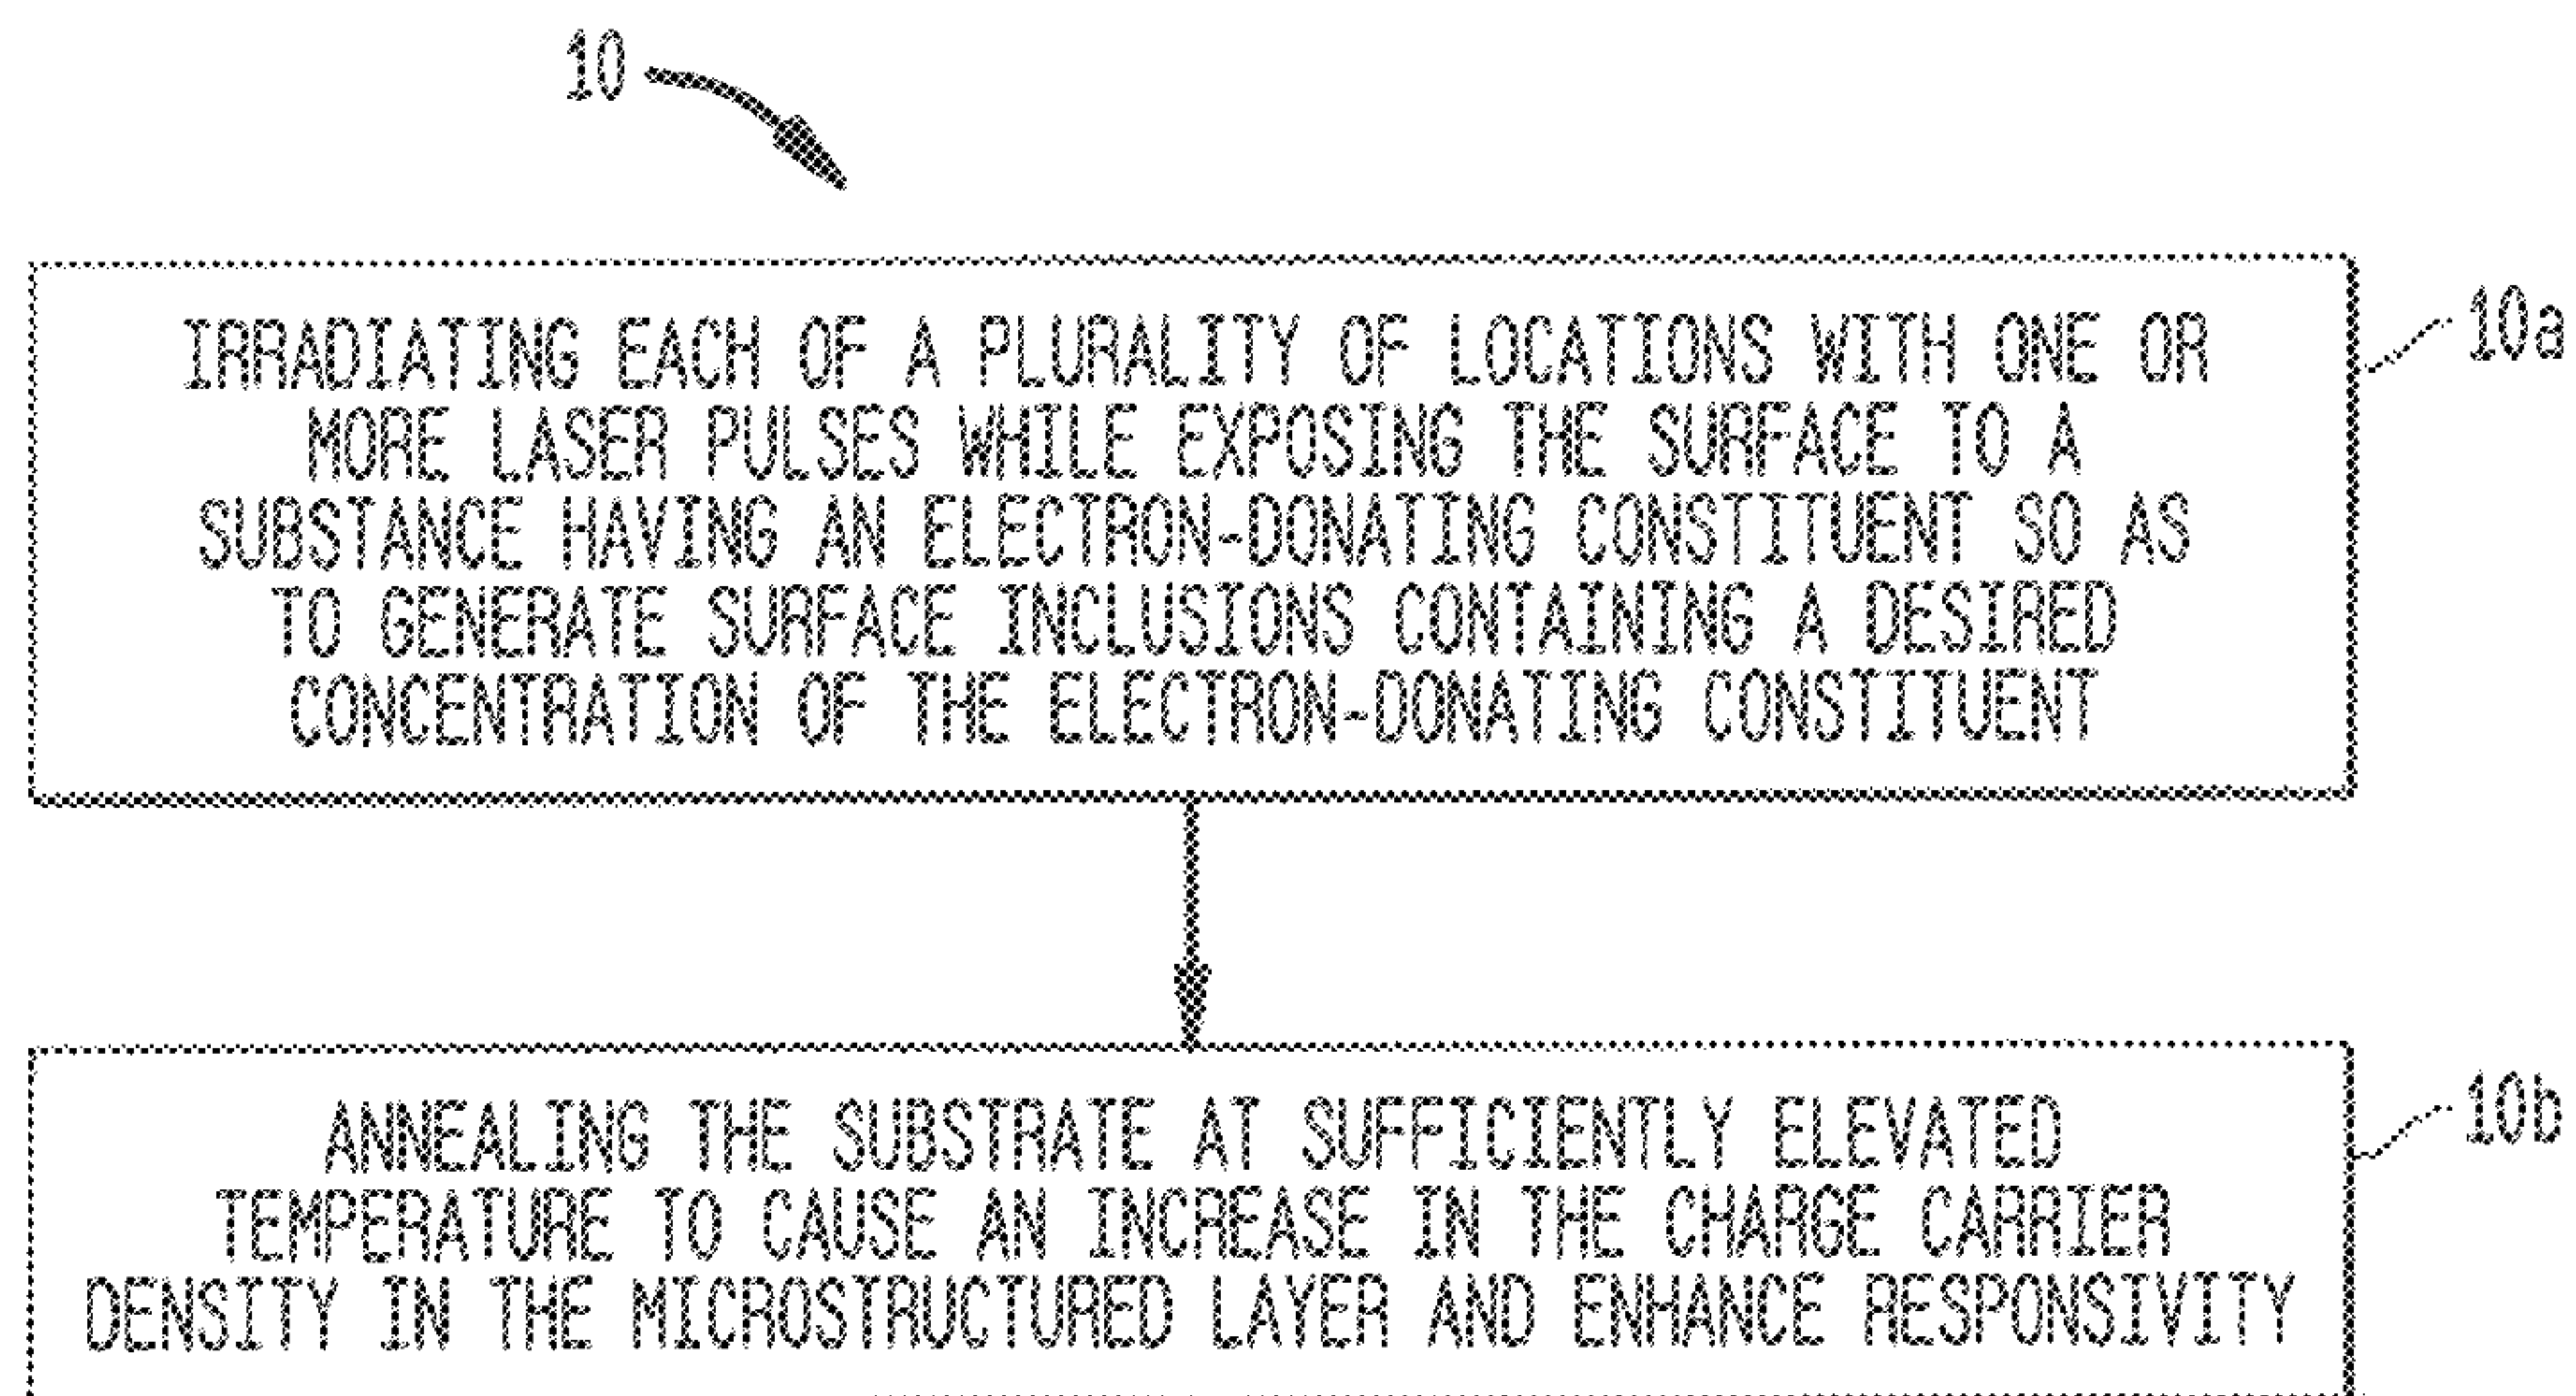 10
IRRADIATING EACH OF A PLURALITY OF LOCATIONS WITH ONE OR
MORE LASER PULSES WHILE EXPOSING THE SURFACE TO A
SUBSTANCE HAVING AN ELECTRON-DONATING CONSTITUENT SO AS
TO GENERATE SURFACE INCLUSIONS CONTAINING A DESIRED
CONCENTRATION OF THE ELECTRON-DONATING CONSTITUENT
10a
ANNEALING THE SUBSTRATE AT SUFFICIENTLY ELEVATED
TEMPERATURE TO CAUSE AN INCREASE IN THE CHARGE CARRIER
DENSITY IN THE MICROSTRUCTURED LAYER AND ENHANCE RESPONSIVITY
10b